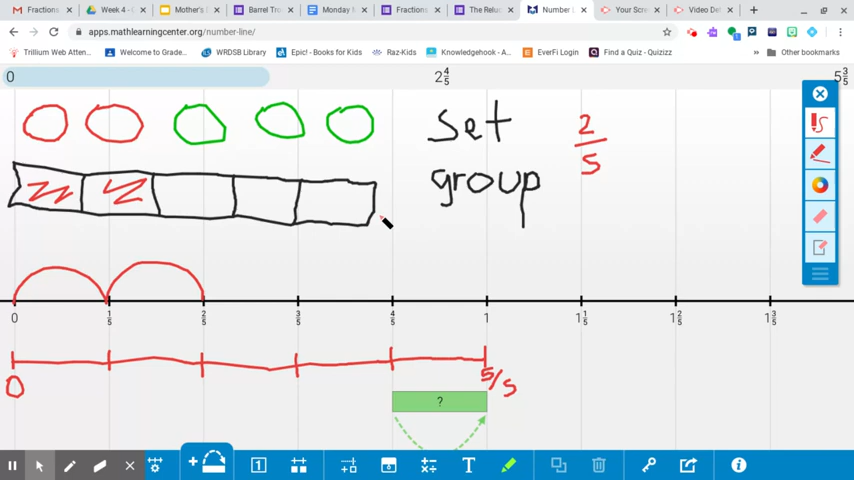 Fractions
Week 4 - C
Mother's D
Barrel Tro
Monday M
Fractions
The Reluc
Number L
Your Scre
Video Det
apps.mathlearningcenter.org/number-line/
Trillium Web Atten...
Welcome to Grade...
WRDSB Library
Epic! - Books for Kids
Raz-Kids
Knowledgehook - A...
EverFi Login
Find a Quiz - Quizizz
»
Other bookmarks
0 2 4/5 5 3/5
set 2/5
group
0 1/5 2/5 3/5 4/5 1 1 1/5 1 2/5 1 3/5
0 5/5
?
1
T